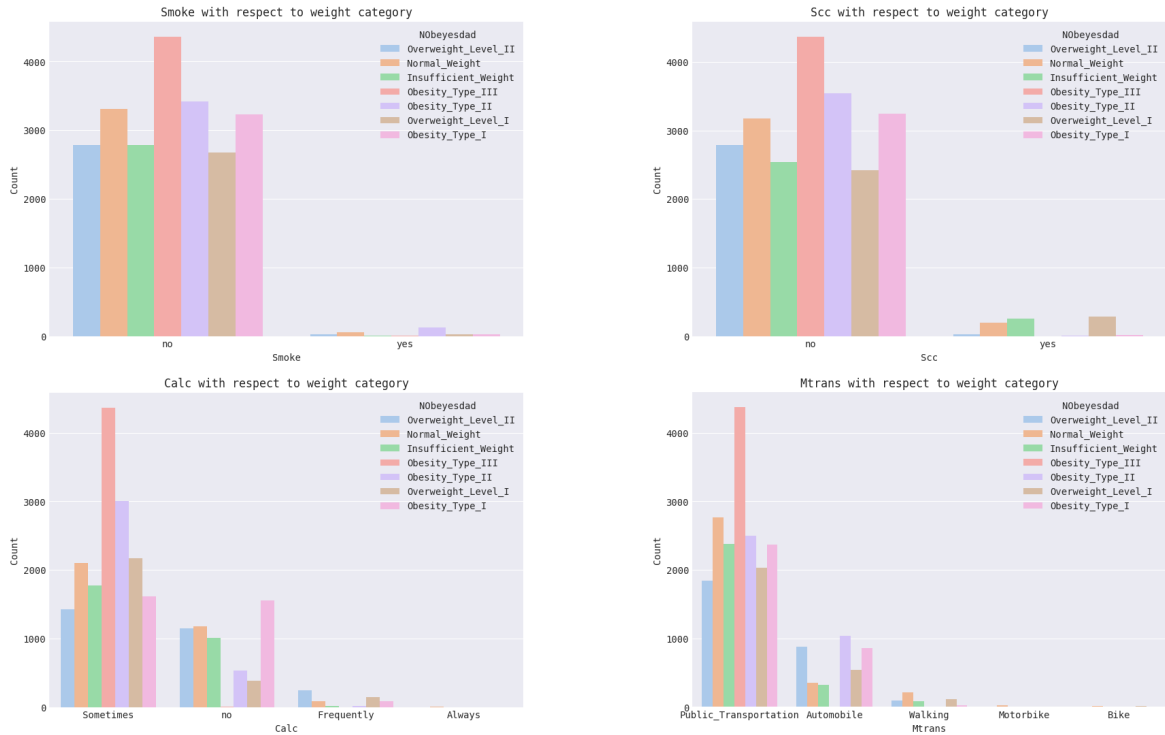 Smoke with respect to weight category
NObeyesdad
Overweight_Level_II
Normal_Weight
Insufficient_Weight
Obesity_Type_III
Obesity_Type_II
Overweight_Level_I
Obesity_Type_I
4000
3000
2000
1000
0
Count
no
yes
Smoke
Scc with respect to weight category
NObeyesdad
Overweight_Level_II
Normal_Weight
Insufficient_Weight
Obesity_Type_III
Obesity_Type_II
Overweight_Level_I
Obesity_Type_I
4000
3000
2000
1000
0
Count
no
yes
Scc
Calc with respect to weight category
NObeyesdad
Overweight_Level_II
Normal_Weight
Insufficient_Weight
Obesity_Type_III
Obesity_Type_II
Overweight_Level_I
Obesity_Type_I
4000
3000
2000
1000
0
Count
Sometimes
no
Frequently
Always
Calc
Mtrans with respect to weight category
NObeyesdad
Overweight_Level_II
Normal_Weight
Insufficient_Weight
Obesity_Type_III
Obesity_Type_II
Overweight_Level_I
Obesity_Type_I
4000
3000
2000
1000
0
Count
Public_Transportation
Automobile
Walking
Motorbike
Bike
Mtrans